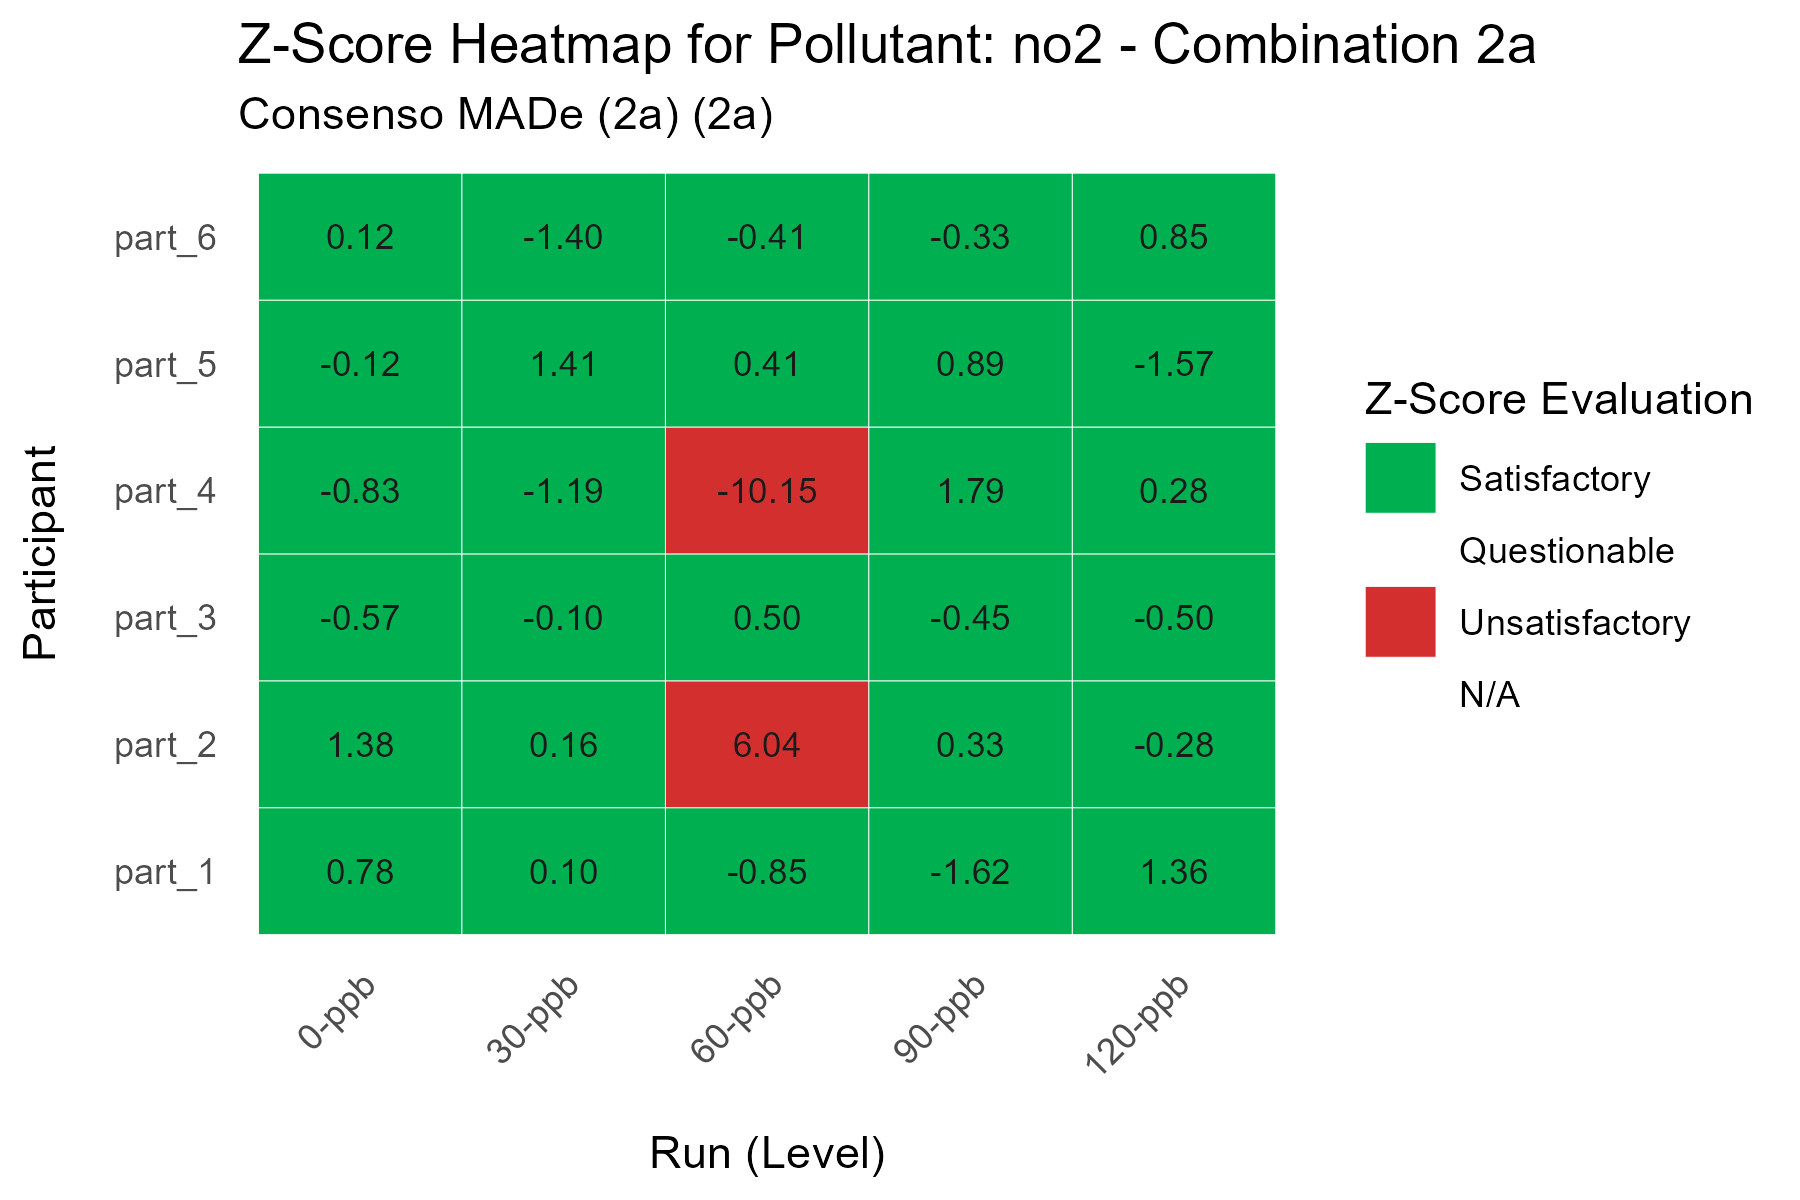 Z-Score Heatmap for Pollutant: no2 - Combination 2a
Consenso MADe (2a) (2a)
Participant
part_6 0.12 -1.40 -0.41 -0.33 0.85
part_5 -0.12 1.41 0.41 0.89 -1.57
part_4 -0.83 -1.19 -10.15 1.79 0.28
part_3 -0.57 -0.10 0.50 -0.45 -0.50
part_2 1.38 0.16 6.04 0.33 -0.28
part_1 0.78 0.10 -0.85 -1.62 1.36
0-ppb 30-ppb 60-ppb 90-ppb 120-ppb
Run (Level)
Z-Score Evaluation
Satisfactory
Questionable
Unsatisfactory
N/A